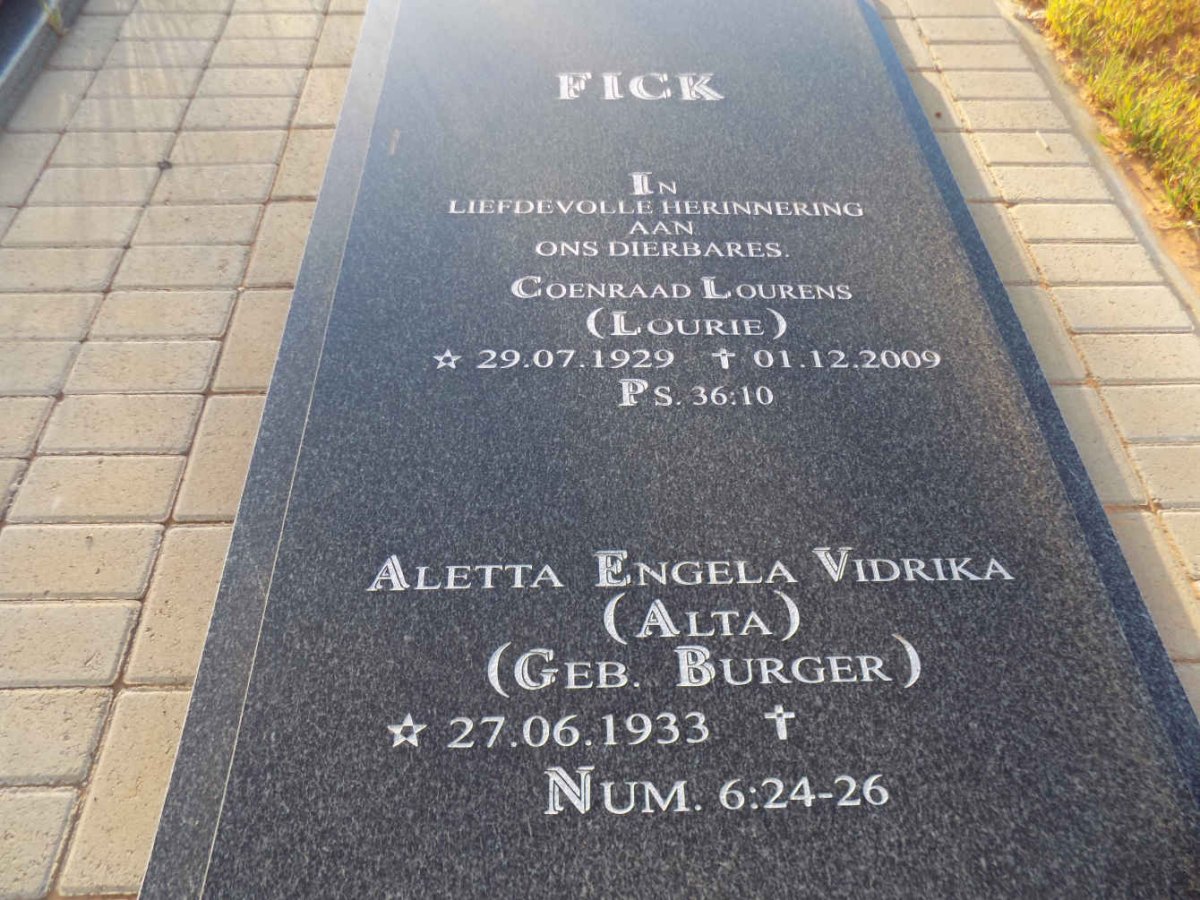 FICK
IN
LIEFDEVOLLE HERINNERING
AAN
ONS DIERBARES.
COENRAAD LOURENS
(LOURIE)
☆ 29.07.1929 ✝ 01.12.2009
PS. 36:10
ALETTA ENGELA VIDRIKA
(ALTA)
(GEB. BURGER)
☆ 27.06.1933 ✝
NUM. 6:24-26